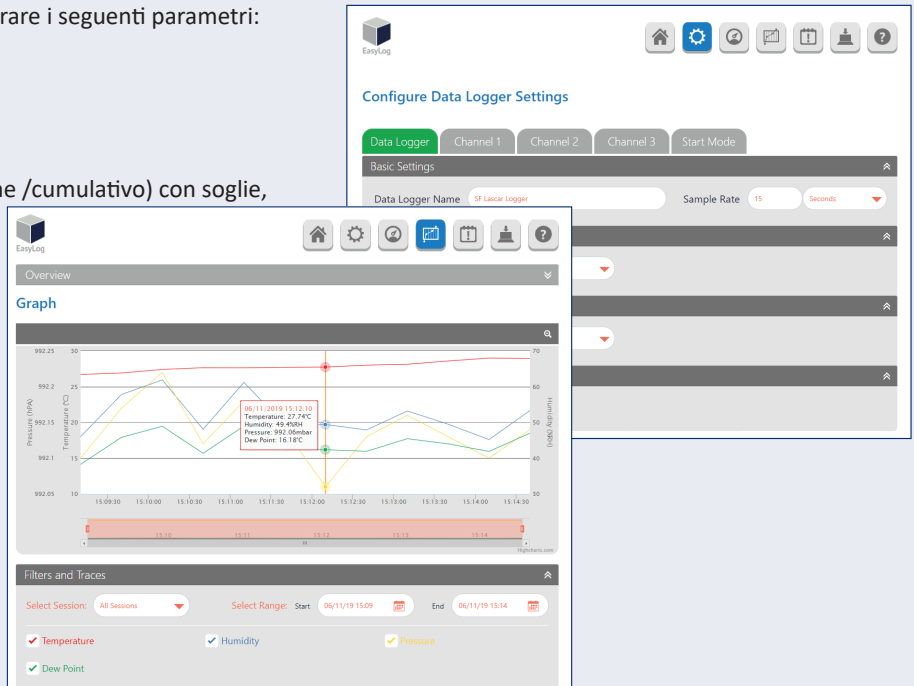 rare i seguenti parametri:
ne /cumulativo) con soglie,
EasyLog
Configure Data Logger Settings
Data Logger Channel 1 Channel 2 Channel 3 Start Mode
Basic Settings
Data Logger Name SF Lascar Logger Sample Rate 15 Seconds
EasyLog
Overview
Graph
992.25 30 70
992.2 25 60
992.15 20 50
992.1 15 40
992.05 10 30
Pressure (hPA)
Temperature (°C)
Humidity (%RH)
06/11/2019 15:12:10
Temperature: 27.74°C
Humidity: 49.4%RH
Pressure: 992.06mbar
Dew Point: 16.18°C
15:09:30 15:10:00 15:10:30 15:11:00 15:11:30 15:12:00 15:12:30 15:13:00 15:13:30 15:14:00 15:14:30
15:10 15:11 15:12 15:13 15:14
Highcharts.com
Filters and Traces
Select Session: All Sessions Select Range: Start 06/11/19 15:09 End 06/11/19 15:14
Temperature Humidity Pressure
Dew Point